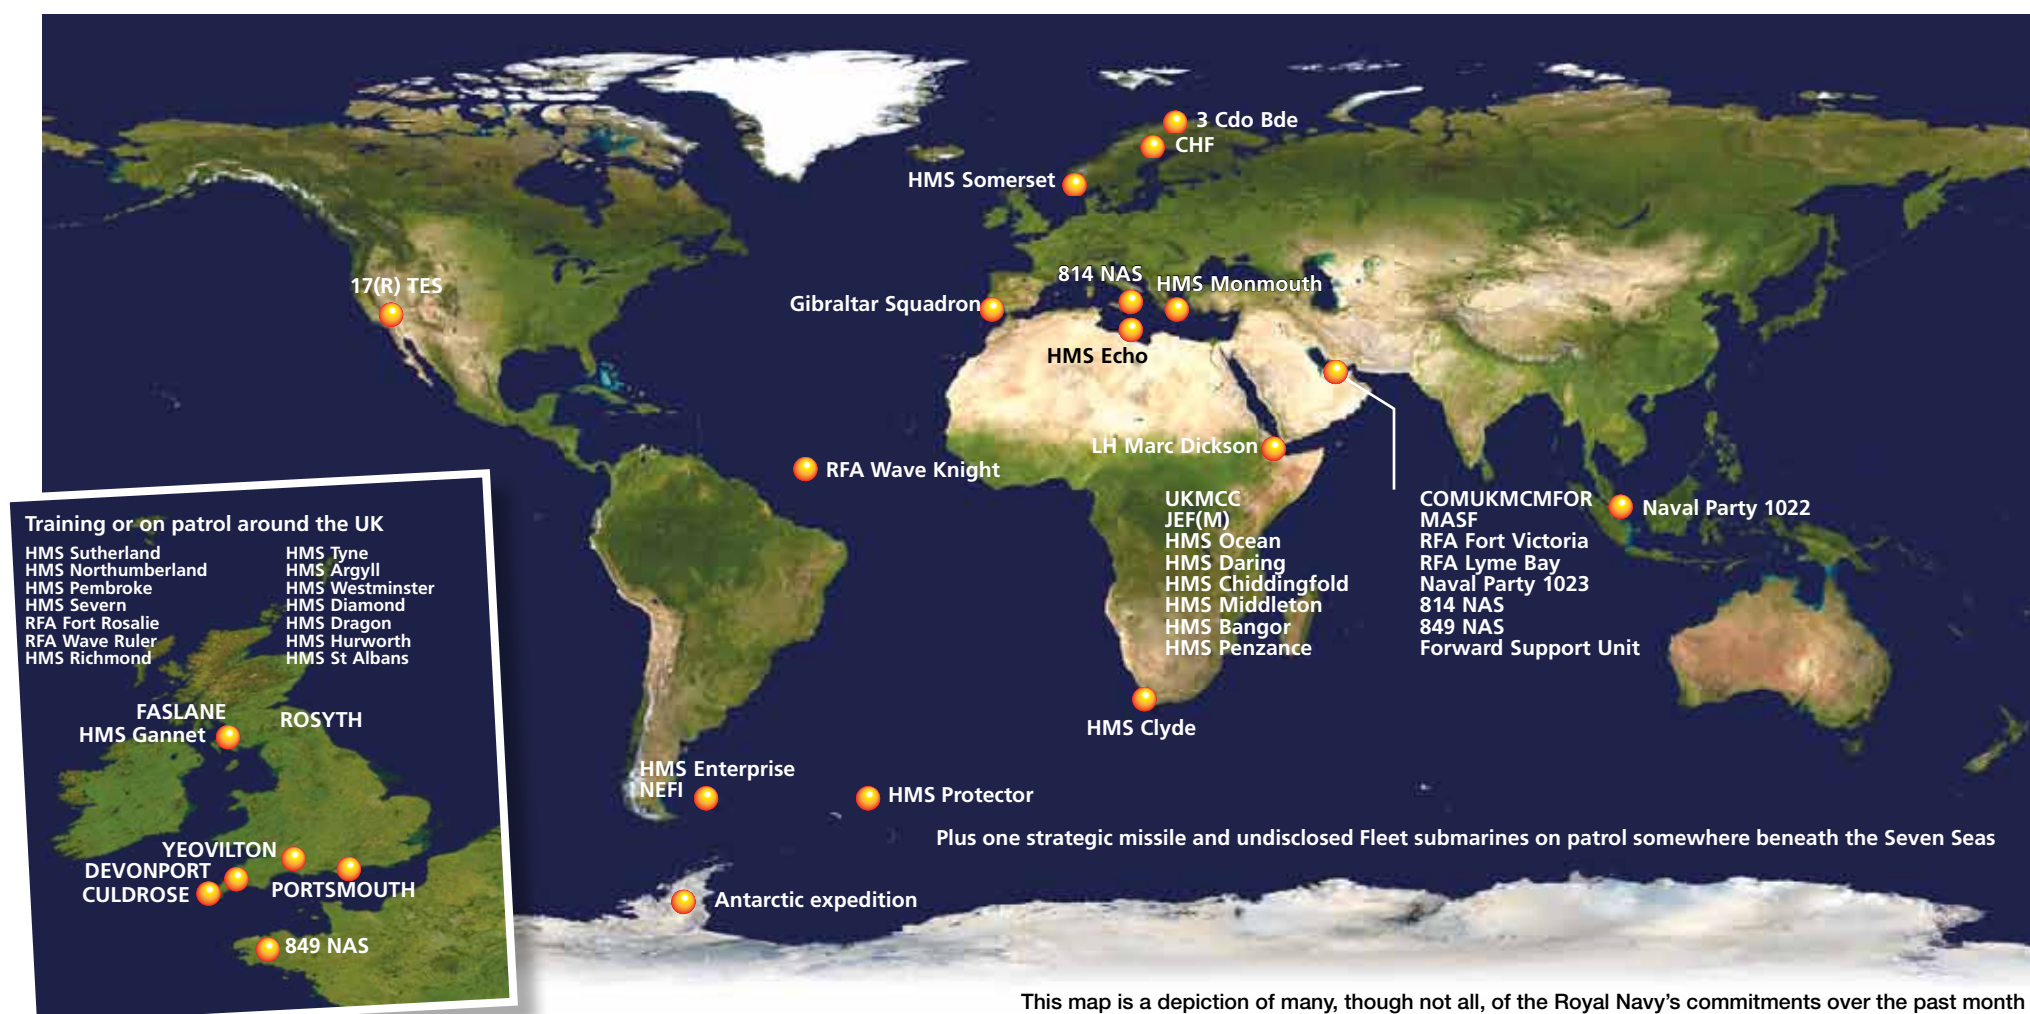 3 Cdo Bde
CHF
HMS Somerset
17(R) TES
814 NAS
HMS Monmouth
Gibraltar Squadron
HMS Echo
LH Marc Dickson
RFA Wave Knight
UKMCC
JEF(M)
HMS Ocean
HMS Daring
HMS Chiddingfold
HMS Middleton
HMS Bangor
HMS Penzance
COMUKMCMFOR
MASF
RFA Fort Victoria
RFA Lyme Bay
Naval Party 1023
814 NAS
849 NAS
Forward Support Unit
Naval Party 1022
Training or on patrol around the UK
HMS Sutherland
HMS Northumberland
HMS Pembroke
HMS Severn
RFA Fort Rosalie
RFA Wave Ruler
HMS Richmond
HMS Tyne
HMS Argyll
HMS Westminster
HMS Diamond
HMS Dragon
HMS Hurworth
HMS St Albans
FASLANE
HMS Gannet
ROSYTH
YEOVILTON
DEVONPORT
CULDROSE
PORTSMOUTH
849 NAS
HMS Clyde
HMS Enterprise
NEFI
HMS Protector
Plus one strategic missile and undisclosed Fleet submarines on patrol somewhere beneath the Seven Seas
Antarctic expedition
This map is a depiction of many, though not all, of the Royal Navy's commitments over the past month